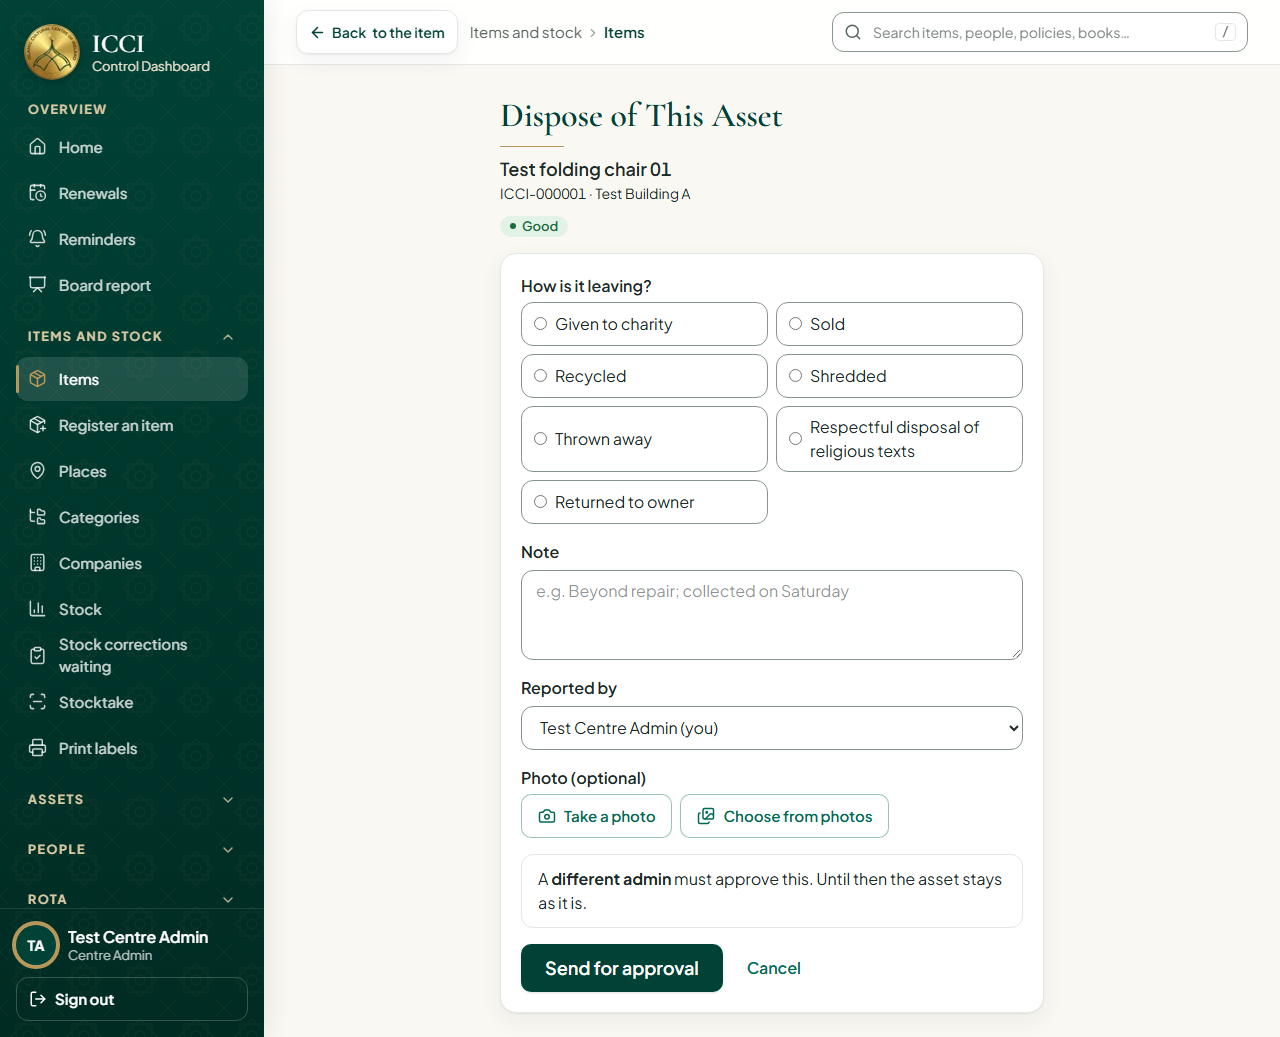 ICCI
Control Dashboard
OVERVIEW
Home
Renewals
Reminders
Board report
ITEMS AND STOCK
Items
Register an item
Places
Categories
Companies
Stock
Stock corrections
waiting
Stocktake
Print labels
ASSETS
PEOPLE
ROTA
TA
Test Centre Admin
Centre Admin
Sign out
Back to the item
Items and stock
Items
Search items, people, policies, books…
/
Dispose of This Asset
Test folding chair 01
ICCI-000001 · Test Building A
Good
How is it leaving?
Given to charity
Sold
Recycled
Shredded
Thrown away
Respectful disposal of
religious texts
Returned to owner
Note
e.g. Beyond repair; collected on Saturday
Reported by
Test Centre Admin (you)
Photo (optional)
Take a photo
Choose from photos
A different admin must approve this. Until then the asset stays
as it is.
Send for approval
Cancel